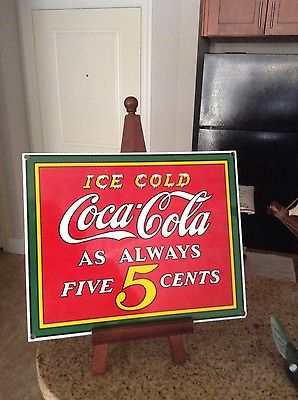 ICE COLD
Coca-Cola
AS ALWAYS
FIVE 5 CENTS